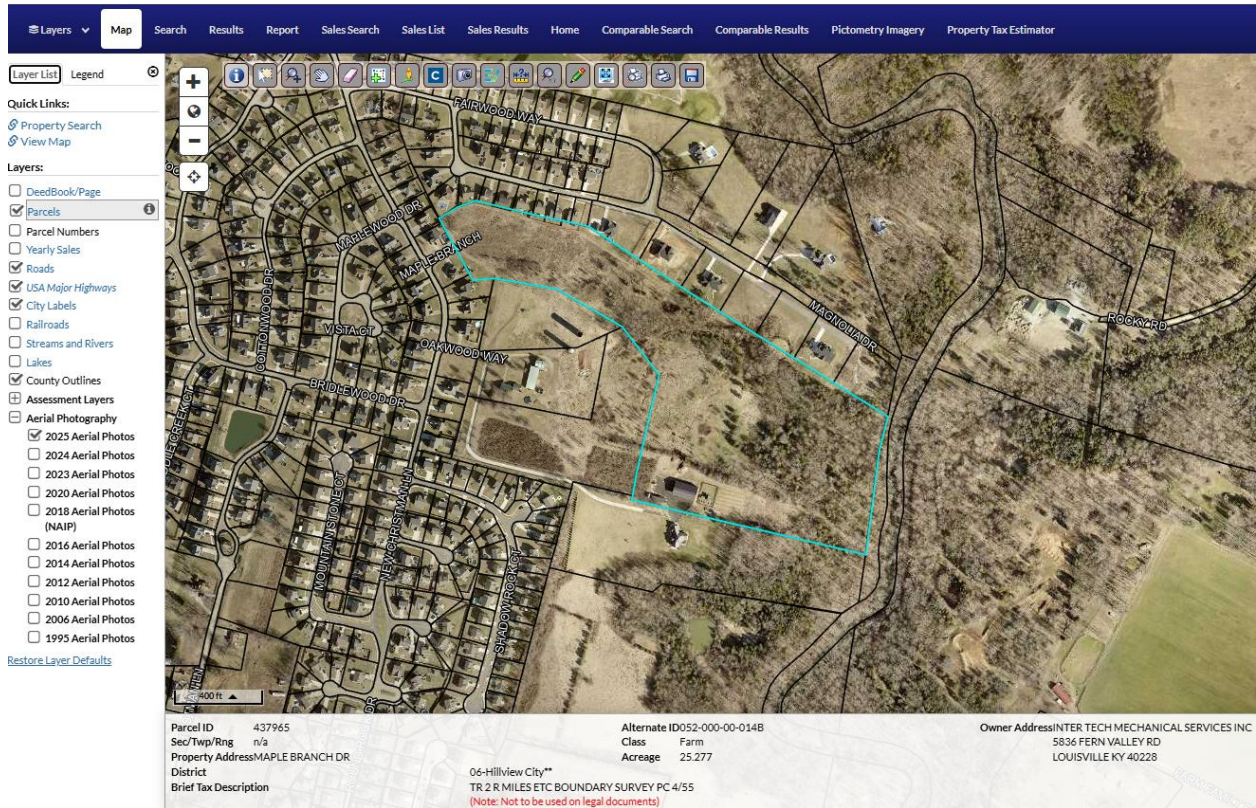 Layers
Map
Search
Results
Report
Sales Search
Sales List
Sales Results
Home
Comparable Search
Comparable Results
Pictometry Imagery
Property Tax Estimator
Layer List
Legend
Quick Links:
Property Search
View Map
Layers:
DeedBook/Page
Parcels
Parcel Numbers
Yearly Sales
Roads
USA Major Highways
City Labels
Railroads
Streams and Rivers
Lakes
County Outlines
Assessment Layers
Aerial Photography
2025 Aerial Photos
2024 Aerial Photos
2023 Aerial Photos
2020 Aerial Photos
2018 Aerial Photos
(NAIP)
2016 Aerial Photos
2014 Aerial Photos
2012 Aerial Photos
2010 Aerial Photos
2006 Aerial Photos
1995 Aerial Photos
Restore Layer Defaults
FAIRWOOD WAY
MAPLEWOOD DR
MAPLE BRANCH
COTTONWOOD DR
VISTA CT
OAKWOOD WAY
BRIDLEWOOD DR
MAGNOLIA DR
ROCKY RD
MOUNTAIN STONE CT
NEW CHRISTMAN LN
SHADOW ROCK CT
400 ft
Parcel ID 437965
Sec/Twp/Rng n/a
Property Address MAPLE BRANCH DR
District 06-Hillview City**
Brief Tax Description TR 2 R MILES ETC BOUNDARY SURVEY PC 4/55
(Note: Not to be used on legal documents)
Alternate ID 052-000-00-014B
Class Farm
Acreage 25.277
Owner Address INTER TECH MECHANICAL SERVICES INC
5836 FERN VALLEY RD
LOUISVILLE KY 40228